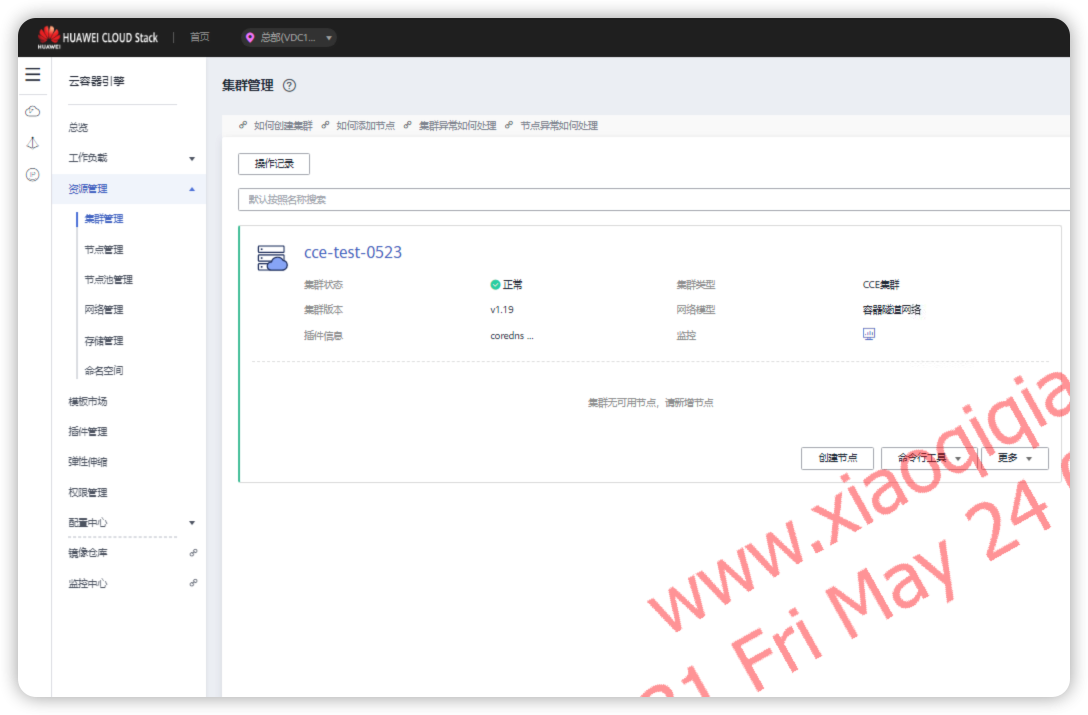 HUAWEI
HUAWEI CLOUD Stack
首页
总部(VDC1...
云容器引擎
总览
工作负载
资源管理
集群管理
节点管理
节点池管理
网络管理
存储管理
命名空间
模板市场
插件管理
弹性伸缩
权限管理
配置中心
镜像仓库
监控中心
集群管理 ?
如何创建集群 如何添加节点 集群异常如何处理 节点异常如何处理
操作记录
默认按照名称搜索
cce-test-0523
集群状态 正常 集群类型 CCE集群
集群版本 v1.19 网络模型 容器隧道网络
插件信息 coredns ... 监控
集群无可用节点，请新增节点
创建节点 命令行工具 更多
www.xiaoqiqia
Fri May 24